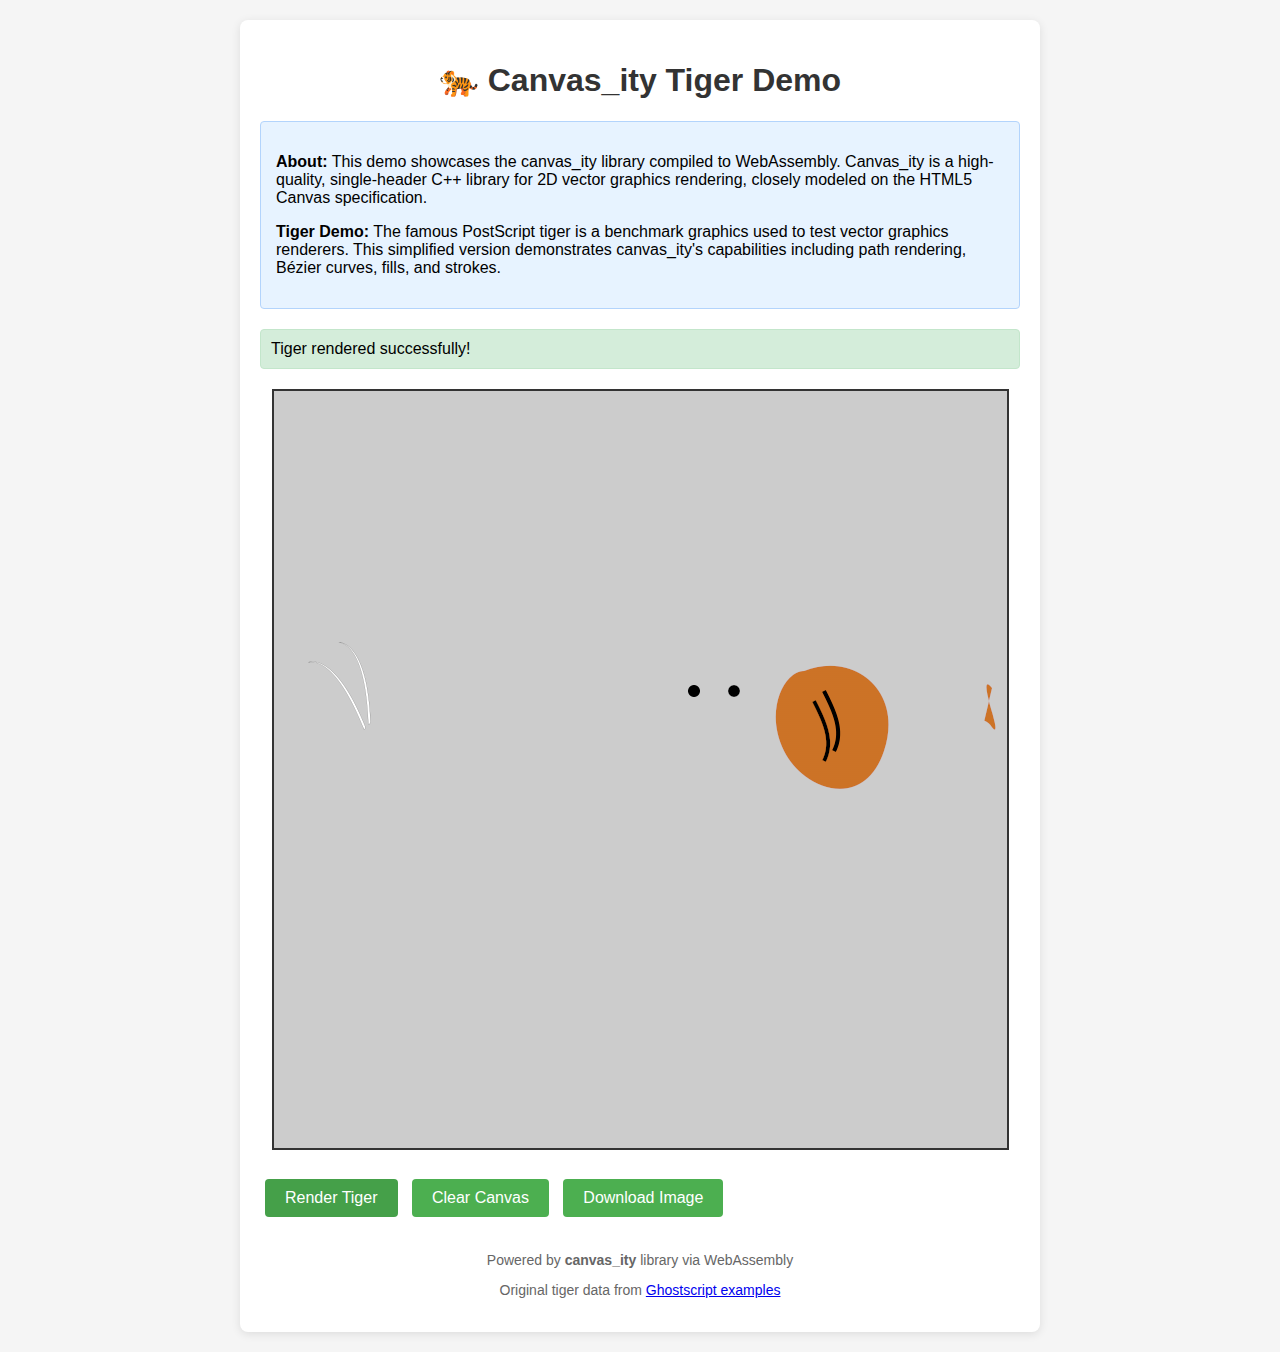 🐅 Canvas_ity Tiger Demo
About: This demo showcases the canvas_ity library compiled to WebAssembly. Canvas_ity is a high-
quality, single-header C++ library for 2D vector graphics rendering, closely modeled on the HTML5
Canvas specification.
Tiger Demo: The famous PostScript tiger is a benchmark graphics used to test vector graphics
renderers. This simplified version demonstrates canvas_ity's capabilities including path rendering,
Bézier curves, fills, and strokes.
Tiger rendered successfully!
Render Tiger
Clear Canvas
Download Image
Powered by canvas_ity library via WebAssembly
Original tiger data from Ghostscript examples